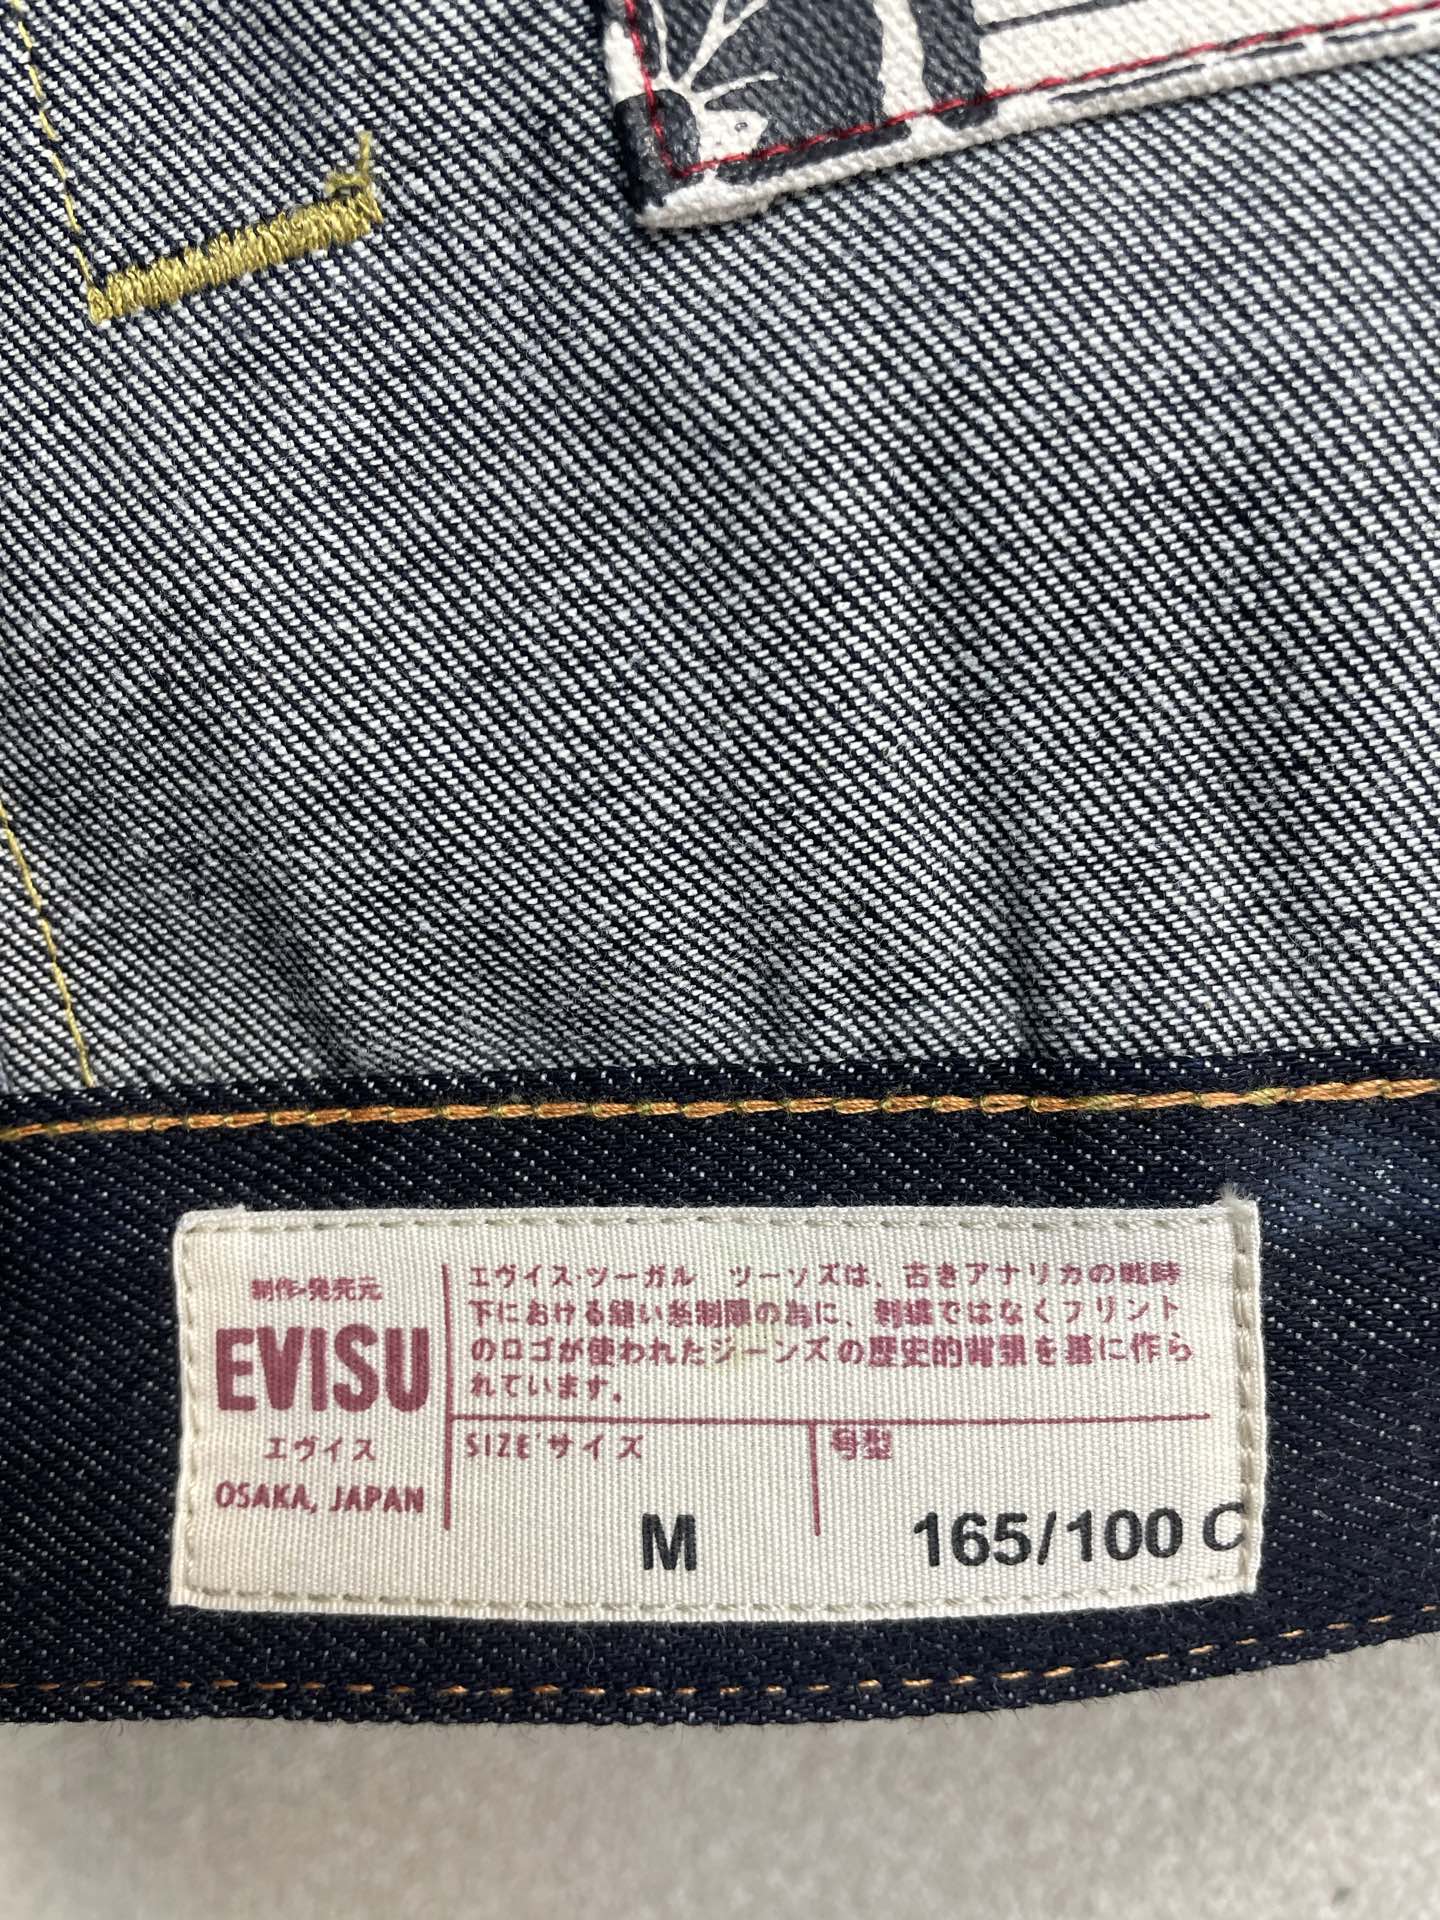 制作・発売元
EVISU
エヴイス
OSAKA, JAPAN
エヴイス・ツーガル ツーソズは、古きアナリカの戦時
下における縫い糸制限の為に、刺繍ではなくフリント
のロゴが使われたジーンズの歴史的背景を基に作ら
れています。
SIZE サイズ
M
号型
165/100 C